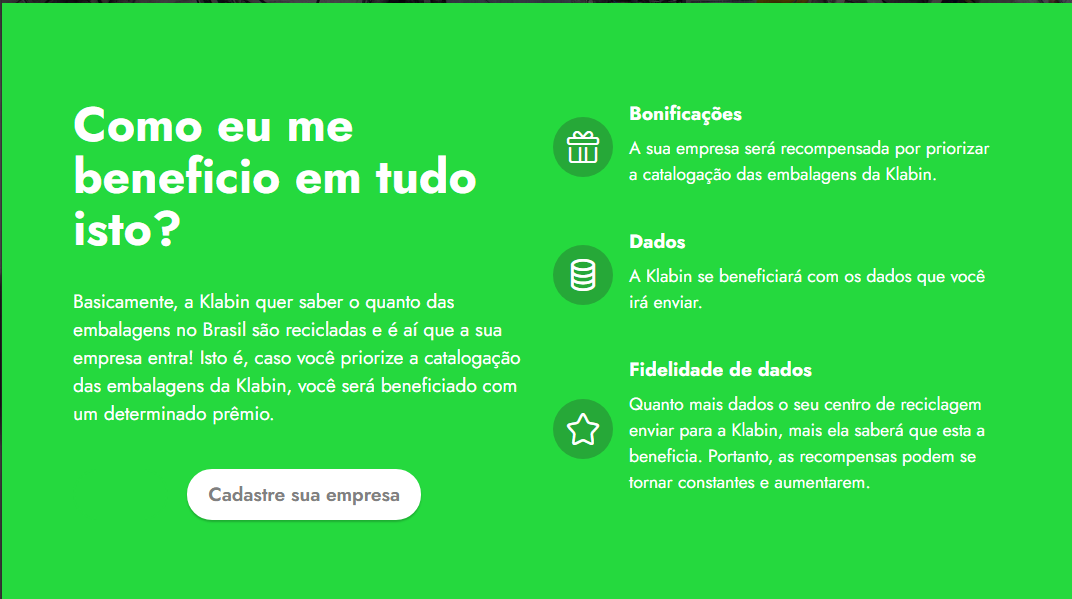 Como eu me
beneficio em tudo
isto?
Basicamente, a Klabin quer saber o quanto das
embalagens no Brasil são recicladas e é aí que a sua
empresa entra! Isto é, caso você priorize a catalogação
das embalagens da Klabin, você será beneficiado com
um determinado prêmio.
Cadastre sua empresa
Bonificações
A sua empresa será recompensada por priorizar
a catalogação das embalagens da Klabin.
Dados
A Klabin se beneficiará com os dados que você
irá enviar.
Fidelidade de dados
Quanto mais dados o seu centro de reciclagem
enviar para a Klabin, mais ela saberá que esta a
beneficia. Portanto, as recompensas podem se
tornar constantes e aumentarem.